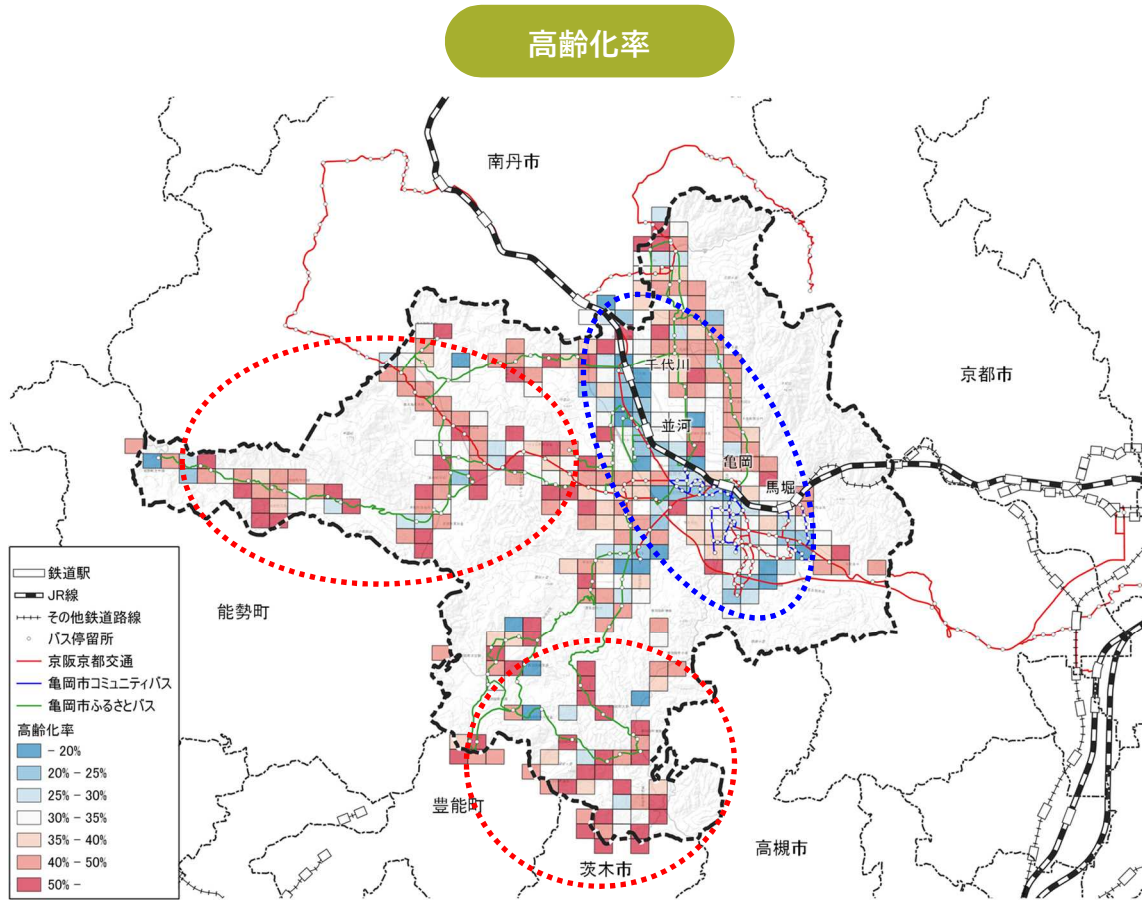 高齢化率
南丹市
京都市
千代川
並河
亀岡
馬堀
能勢町
豊能町
茨木市
高槻市
鉄道駅
JR線
その他鉄道路線
バス停留所
京阪京都交通
亀岡市コミュニティバス
亀岡市ふるさとバス
高齢化率
- 20%
20% - 25%
25% - 30%
30% - 35%
35% - 40%
40% - 50%
50% -